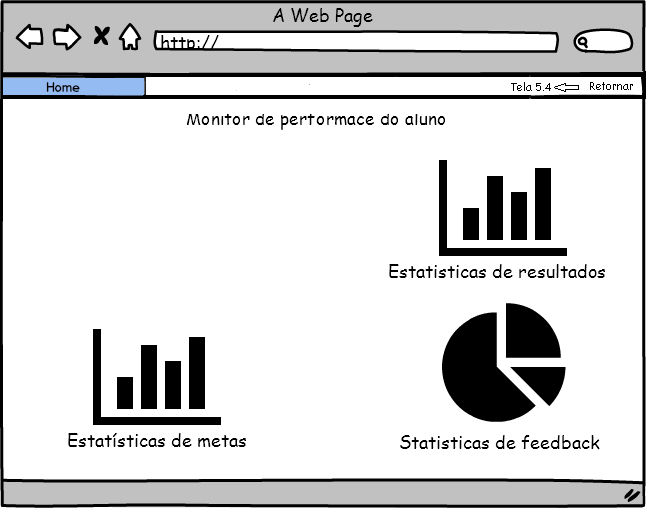 A Web Page
http://
Home
Tela 5.4
Retornar
Monitor de performace do aluno
Estatisticas de resultados
Estatísticas de metas
Statisticas de feedback